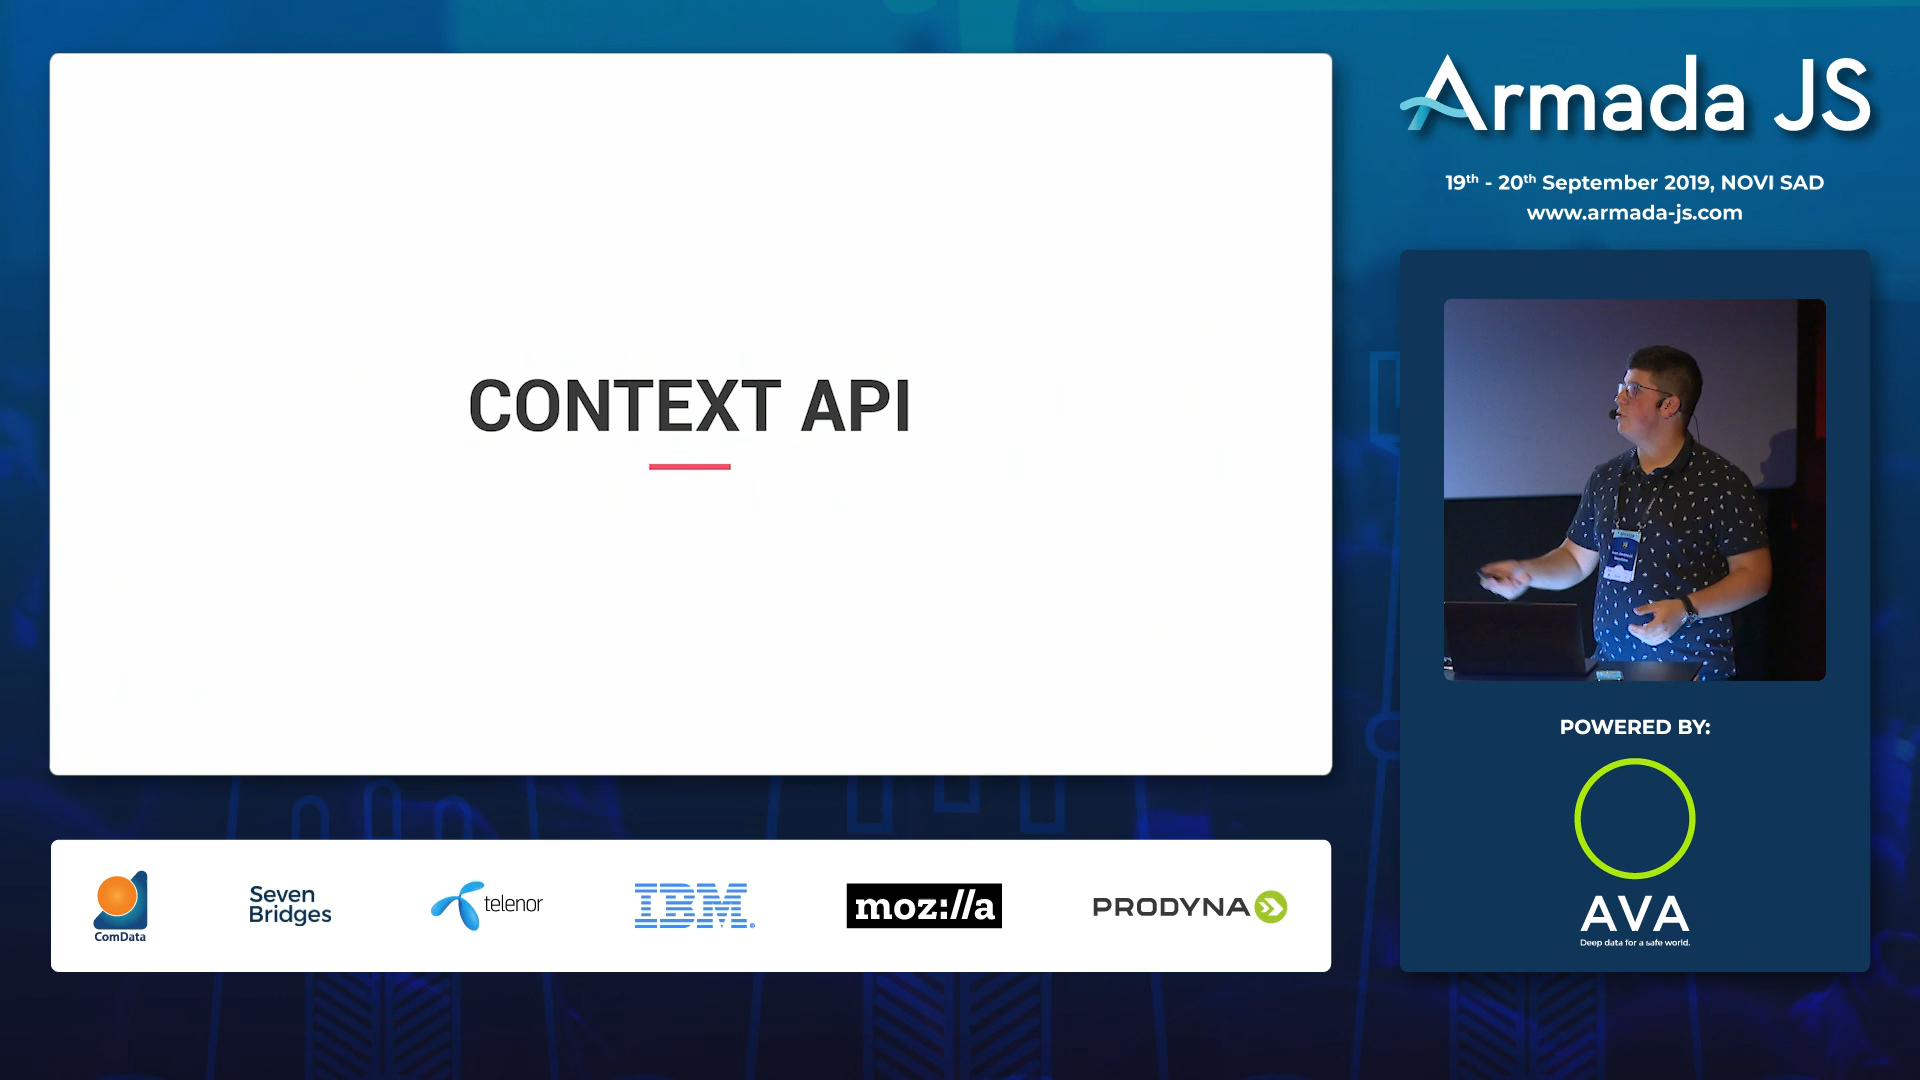 CONTEXT API
Armada JS
19th - 20th September 2019, NOVI SAD
www.armada-js.com
POWERED BY:
AVA
Deep data for a safe world.
ComData
Seven
Bridges
telenor
IBM®
moz://a
PRODYNA